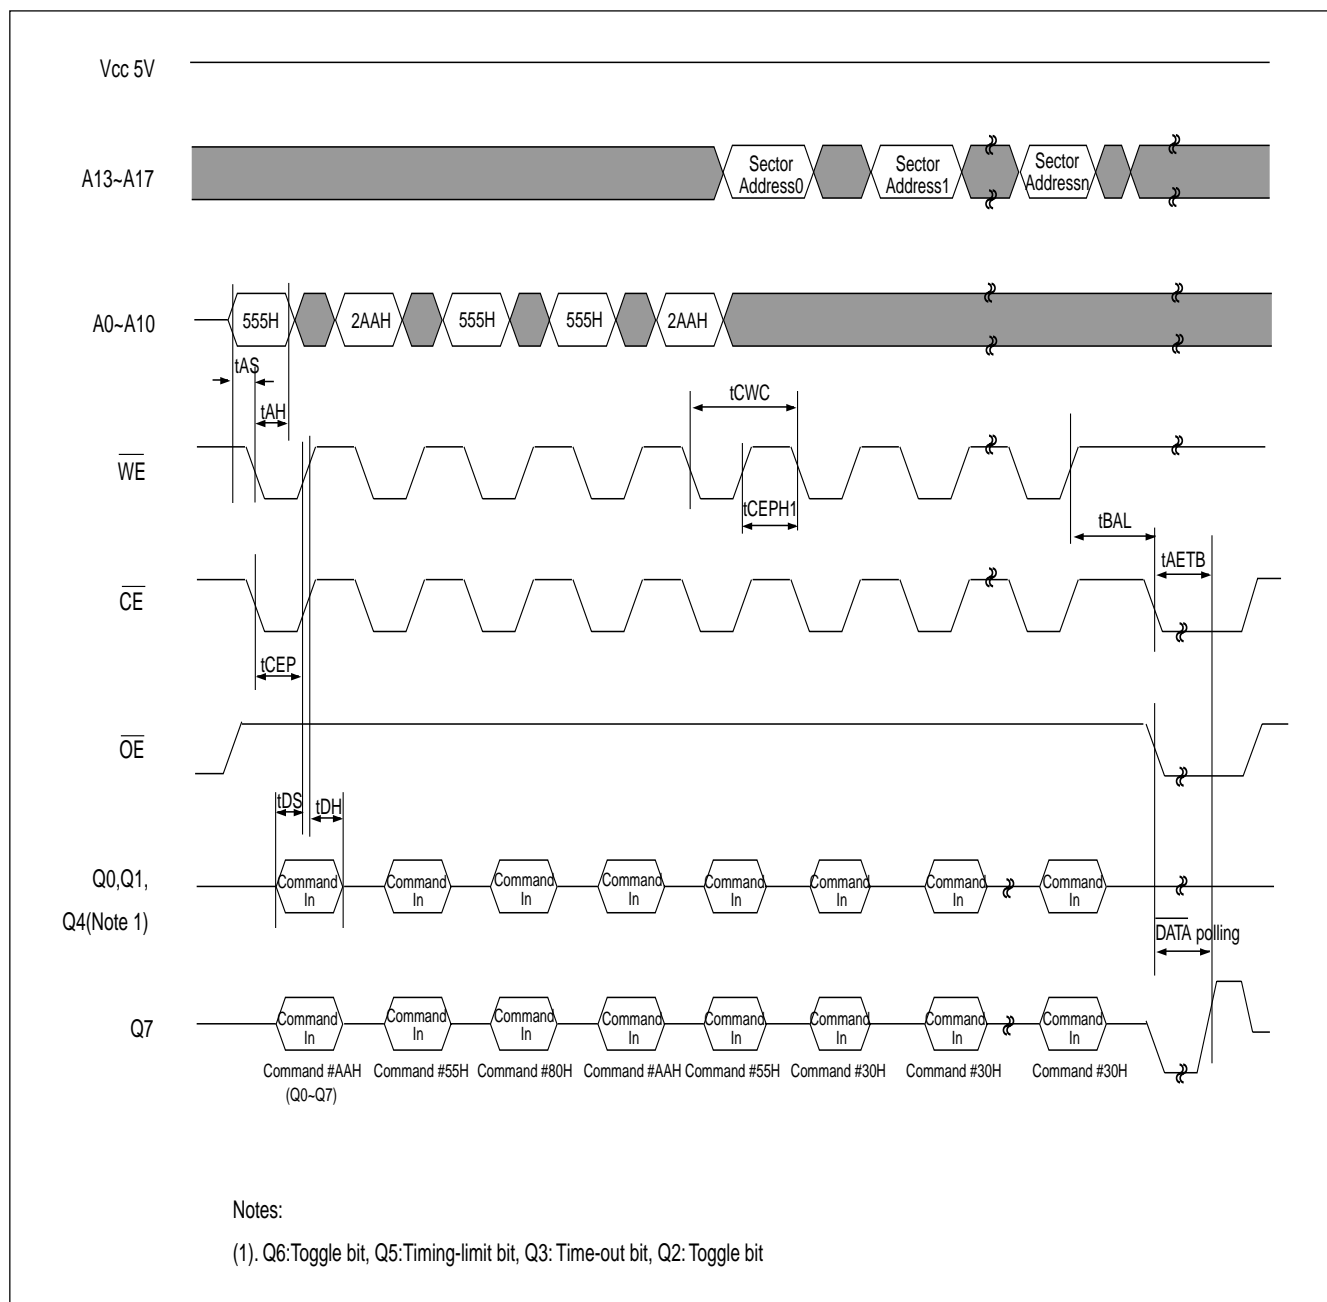 Vcc 5V
A13~A17
Sector Address0
Sector Address1
Sector Addressn
A0~A10
555H
2AAH
555H
555H
2AAH
tAS
tAH
tCWC
WE
tCEPH1
tBAL
tAETB
CE
tCEP
OE
tDS
tDH
Q0,Q1,
Q4(Note 1)
Command In
Command In
Command In
Command In
Command In
Command In
Command In
Command In
DATA polling
Q7
Command In
Command In
Command In
Command In
Command In
Command In
Command In
Command In
Command #AAH
Command #55H
Command #80H
Command #AAH
Command #55H
Command #30H
Command #30H
Command #30H
(Q0~Q7)
Notes:
(1). Q6:Toggle bit, Q5:Timing-limit bit, Q3: Time-out bit, Q2: Toggle bit